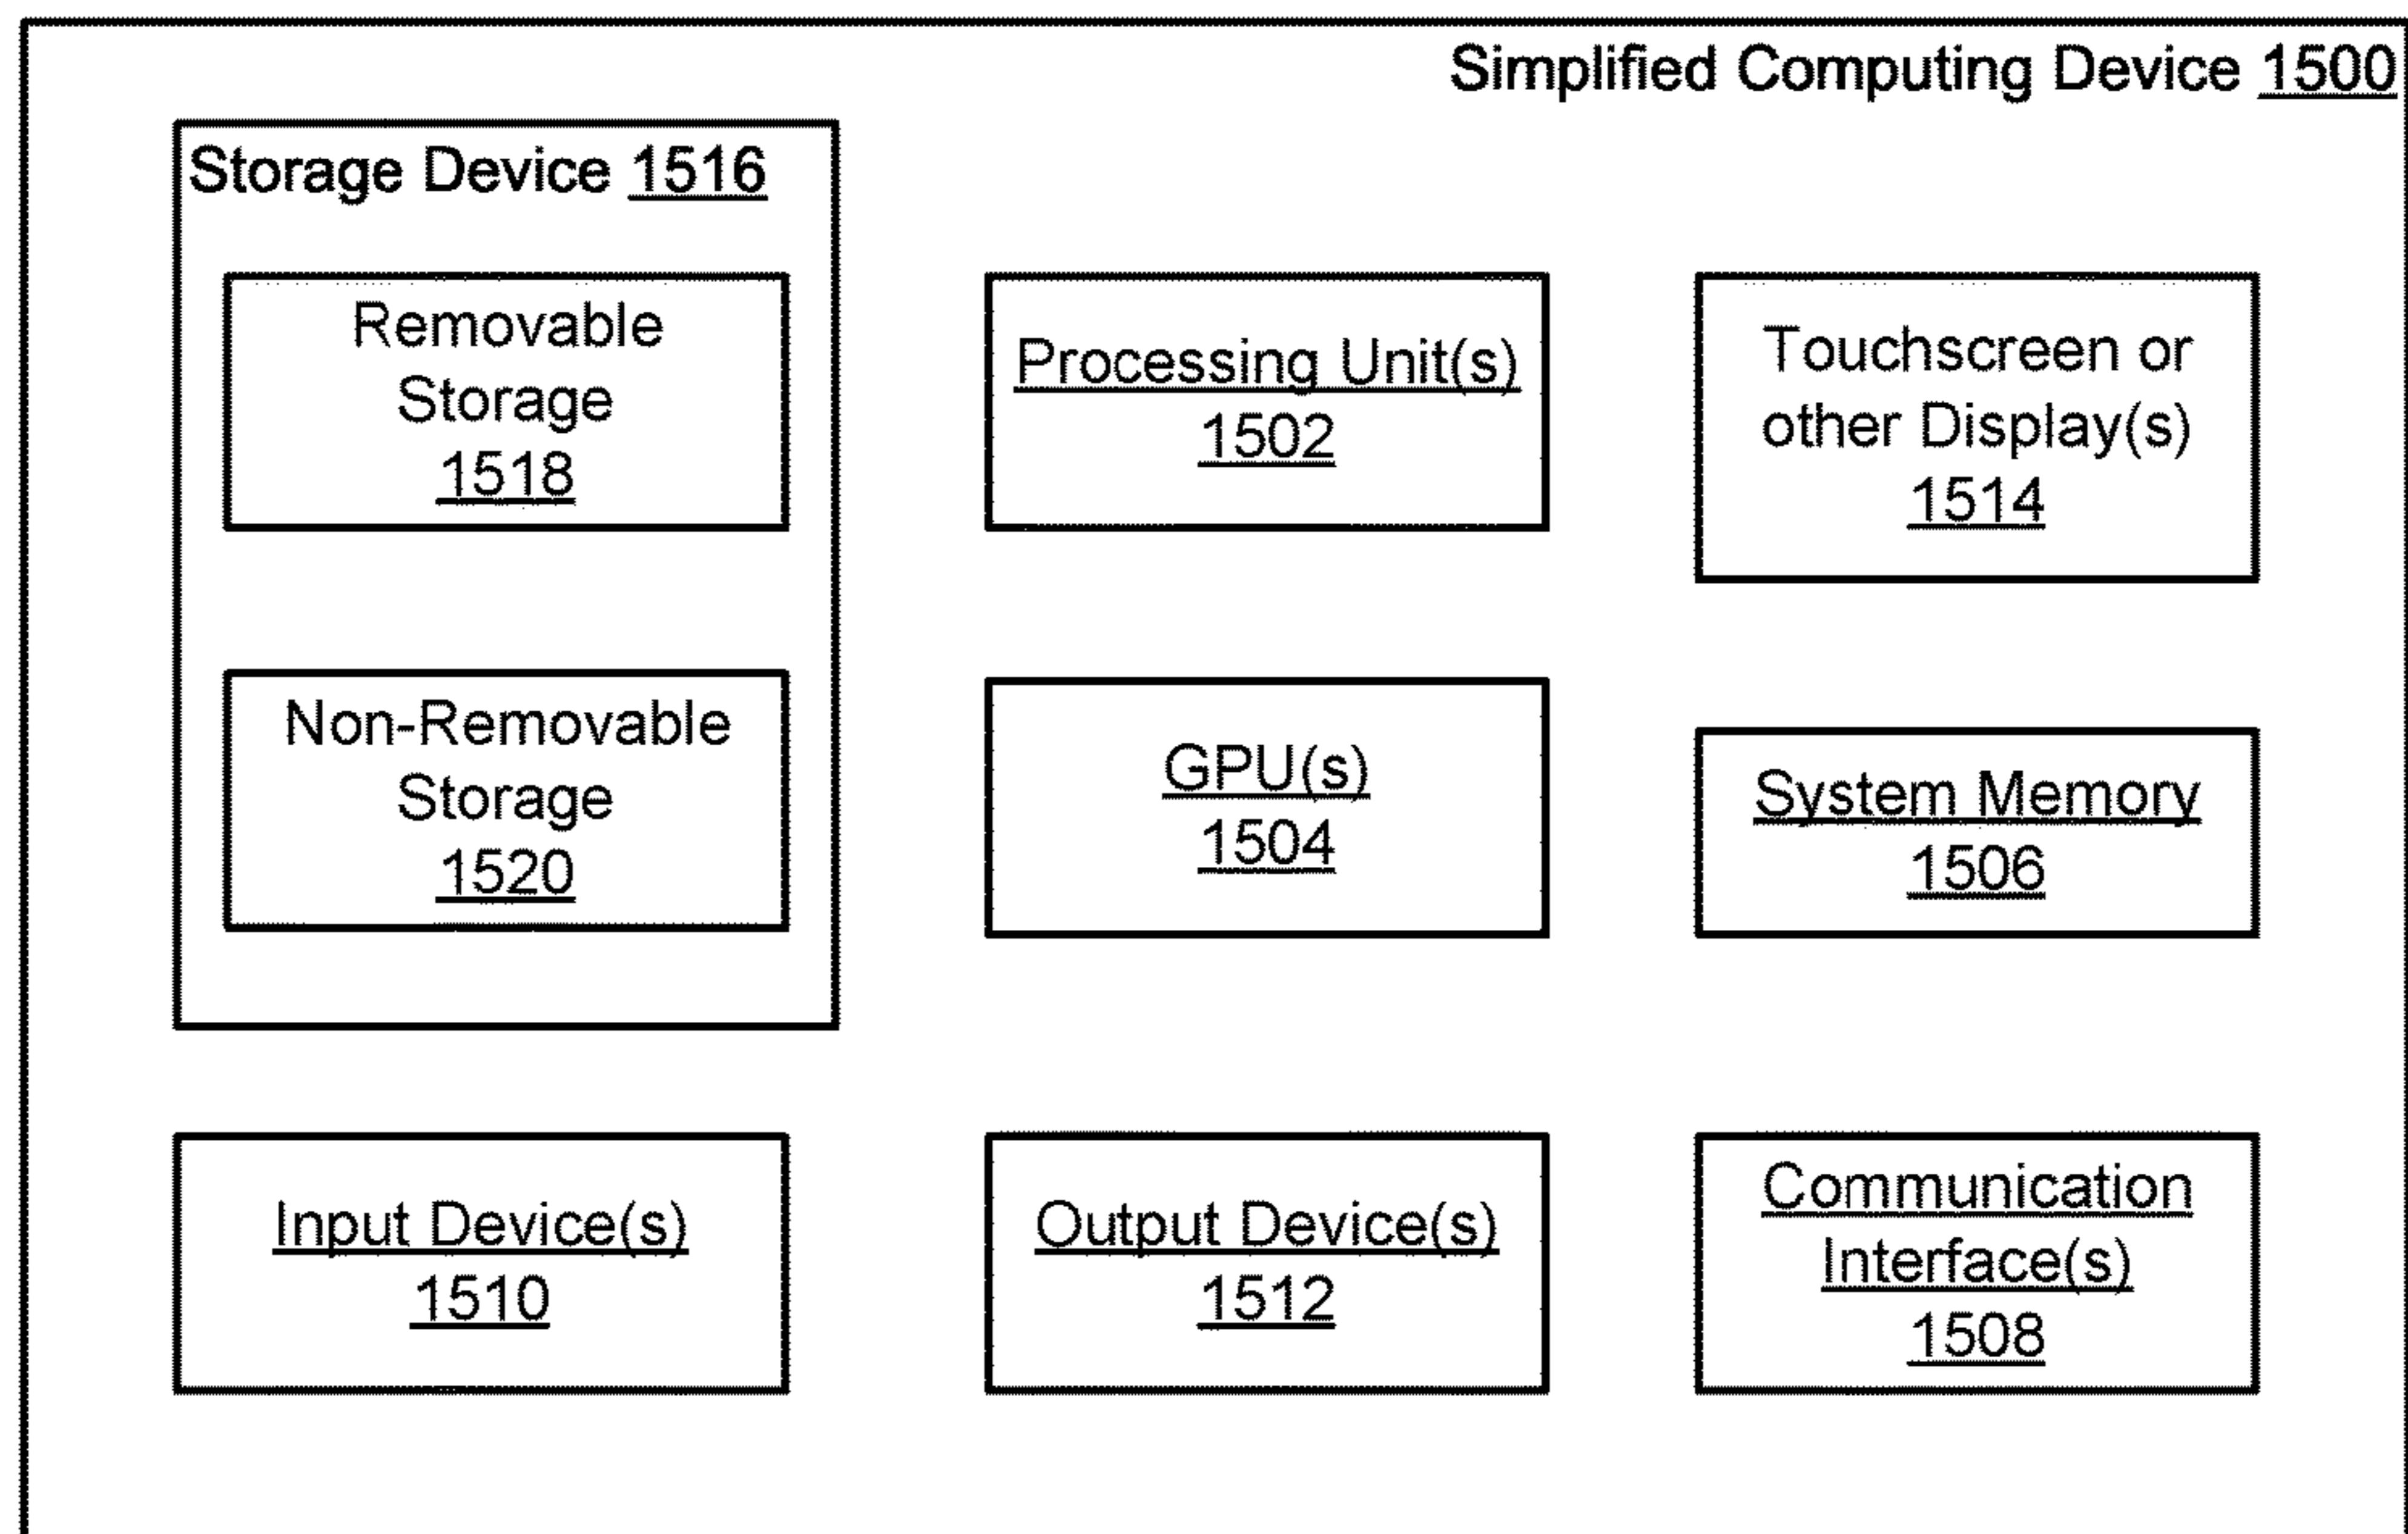 Simplified Computing Device 1500
Storage Device 1516
Removable
Storage
1518
Processing Unit(s)
1502
Touchscreen or
other Display(s)
1514
Non-Removable
Storage
1520
GPU(s)
1504
System Memory
1506
Input Device(s)
1510
Output Device(s)
1512
Communication
Interface(s)
1508